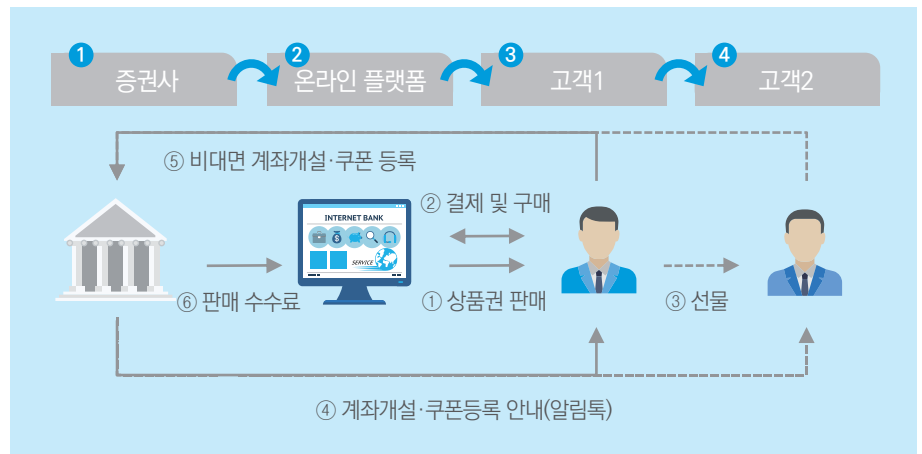 1 2 3 4
증권사 온라인 플랫폼 고객1 고객2
⑤ 비대면 계좌개설·쿠폰 등록
② 결제 및 구매
INTERNET BANK
$
SERVICE
⑥ 판매 수수료 ① 상품권 판매 ③ 선물
④ 계좌개설·쿠폰등록 안내(알림톡)